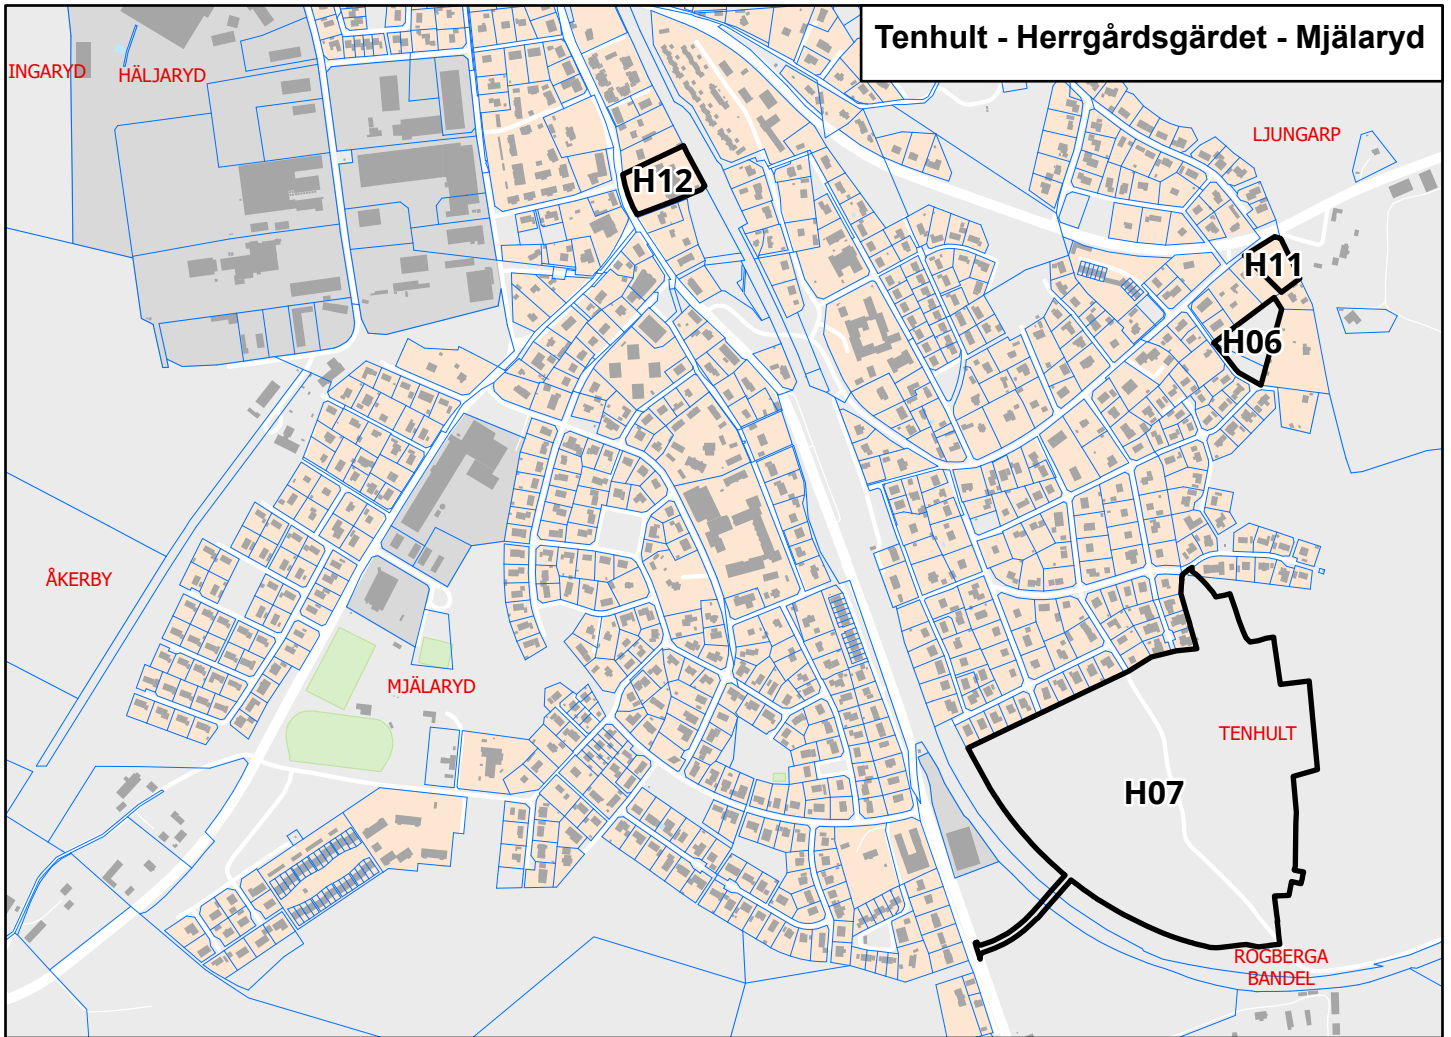 Tenhult - Herrgårdsgärdet - Mjälaryd
INGARYD
HÄLJARYD
LJUNGARP
H12
H11
H06
ÅKERBY
MJÄLARYD
TENHULT
H07
ROGBERGA
BANDEL